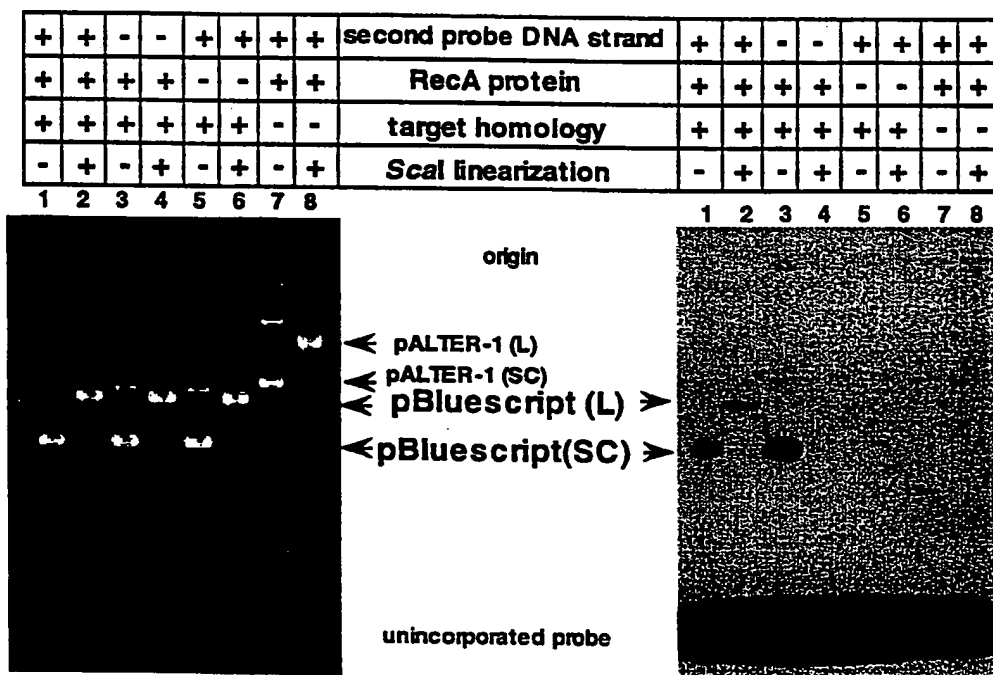 + + - - + + + + second probe DNA strand + + - - + + + +
+ + + + - - + + RecA protein + + + + - - + +
+ + + + + + - - target homology + + + + + + - -
- + - + - + - + ScaI linearization - + - + - + - +
1 2 3 4 5 6 7 8 1 2 3 4 5 6 7 8
origin
pALTER-1 (L)
pALTER-1 (SC)
pBluescript (L)
pBluescript(SC)
unincorporated probe